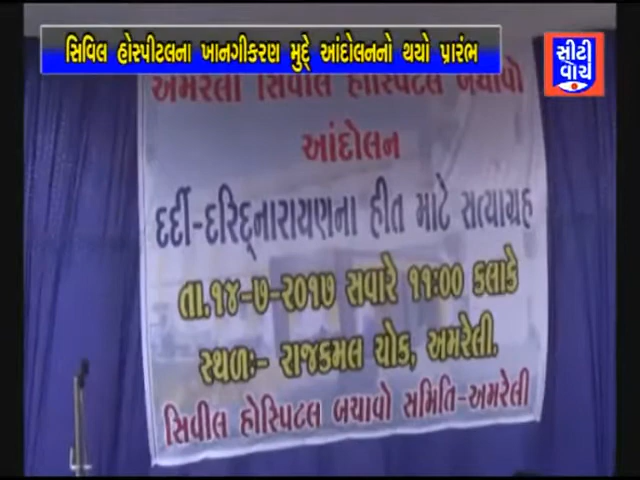 સિવિલ હોસ્પીટલના ખાનગીકરણ મુદ્દે આંદોલનનો થયો પ્રારંભ
સીટી
વોચ
અમરેલી સિવીલ હોસ્પિટલ બચાવો
આંદોલન
દર્દી-દરિદ્નારાયણના હીત માટે સત્યાગ્રહ
તા.૧૪-૭-૨૦૧૭ સવારે ૧૧:૦૦ કલાકે
સ્થળઃ- રાજકમલ ચોક, અમરેલી.
સિવીલ હોસ્પિટલ બચાવો સમિતિ-અમરેલી